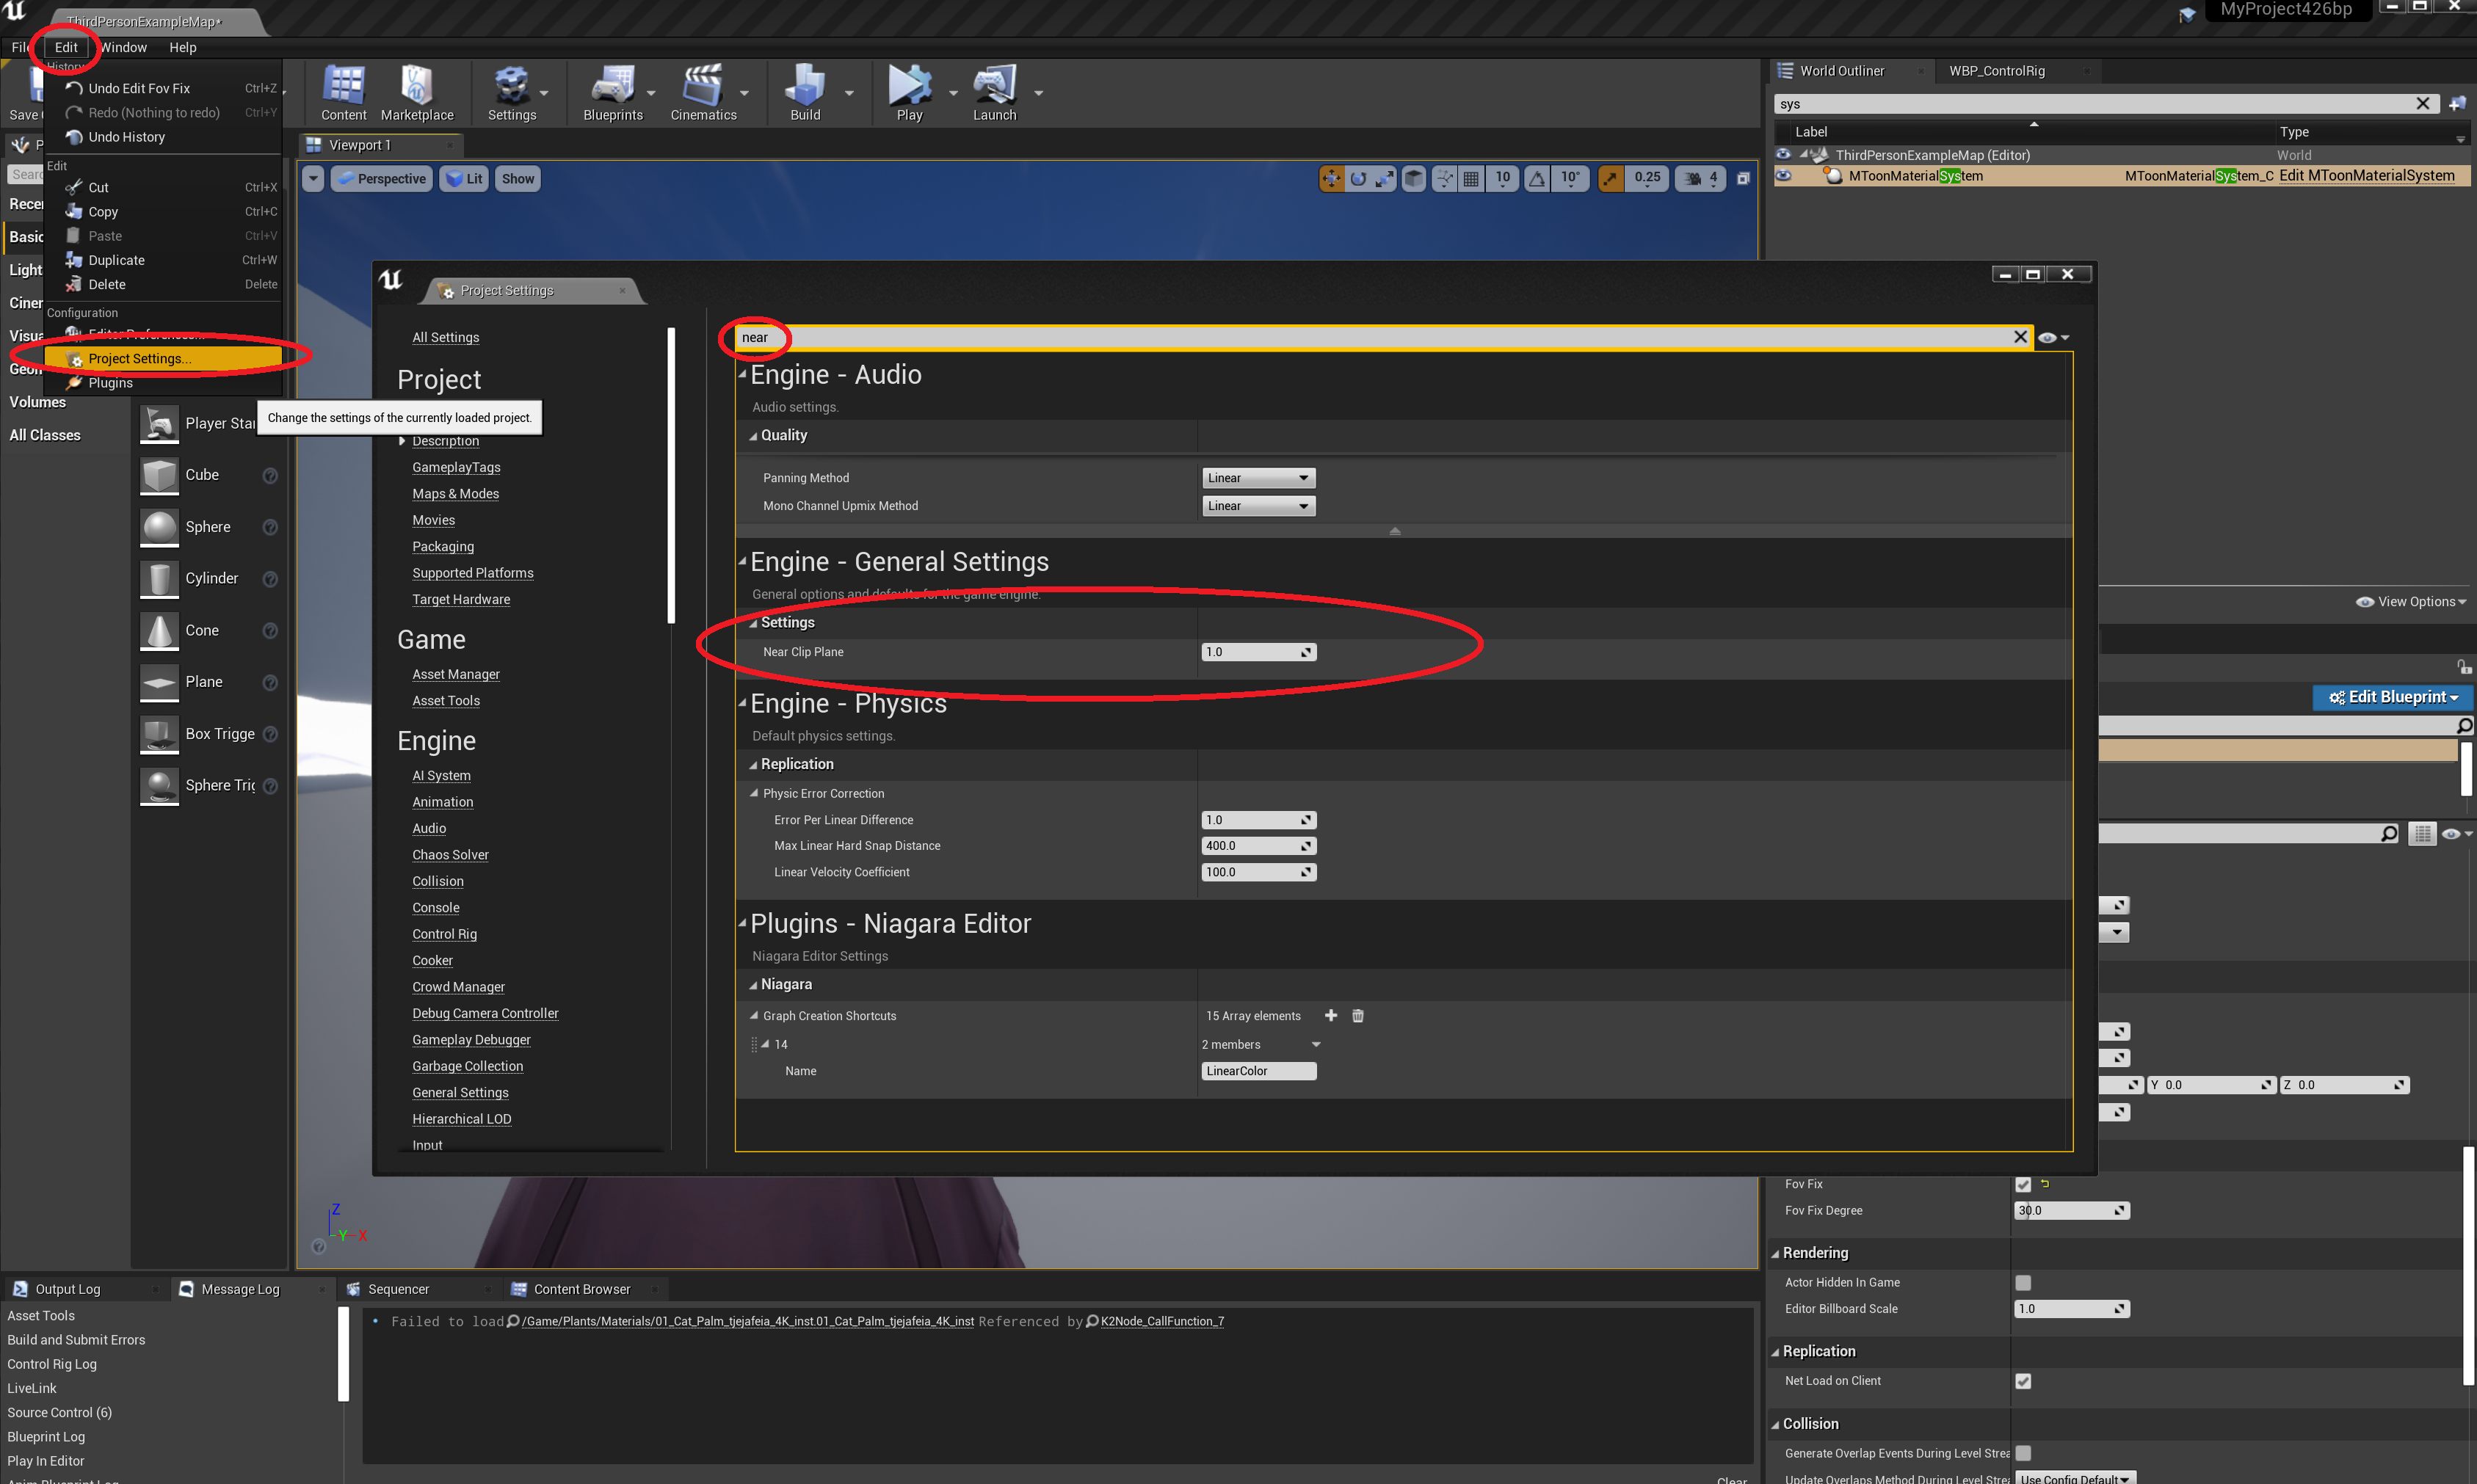 ThirdPersonExampleMap*
MyProject426bp
File Edit Window Help
History
Undo Edit Fov Fix Ctrl+Z
Redo (Nothing to redo) Ctrl+Y
Undo History
Edit
Cut Ctrl+X
Copy Ctrl+C
Paste Ctrl+V
Duplicate Ctrl+W
Delete Delete
Configuration
Editor Preferences...
Project Settings...
Plugins
Change the settings of the currently loaded project.
Save
Content Marketplace Settings Blueprints Cinematics Build Play Launch
Viewport 1
Perspective Lit Show
10 10° 0.25 4
Basic
Volumes
All Classes
Player Sta
Cube
Sphere
Cylinder
Cone
Plane
Box Trigge
Sphere Trig
World Outliner WBP_ControlRig
sys
Label Type
ThirdPersonExampleMap (Editor) World
MToonMaterialSystem MToonMaterialSystem_C Edit MToonMaterialSystem
View Options
Edit Blueprint
Project Settings
All Settings
Project
Description
GameplayTags
Maps & Modes
Movies
Packaging
Supported Platforms
Target Hardware
Game
Asset Manager
Asset Tools
Engine
AI System
Animation
Audio
Chaos Solver
Collision
Console
Control Rig
Cooker
Crowd Manager
Debug Camera Controller
Gameplay Debugger
Garbage Collection
General Settings
Hierarchical LOD
Input
near
Engine - Audio
Audio settings.
Quality
Panning Method Linear
Mono Channel Upmix Method Linear
Engine - General Settings
General options and defaults for the game engine.
Settings
Near Clip Plane 1.0
Engine - Physics
Default physics settings.
Replication
Physic Error Correction
Error Per Linear Difference 1.0
Max Linear Hard Snap Distance 400.0
Linear Velocity Coefficient 100.0
Plugins - Niagara Editor
Niagara Editor Settings
Niagara
Graph Creation Shortcuts 15 Array elements
14 2 members
Name LinearColor
Y 0.0 Z 0.0
Z
Y X
Fov Fix
Fov Fix Degree 30.0
Rendering
Actor Hidden In Game
Editor Billboard Scale 1.0
Replication
Net Load on Client
Collision
Generate Overlap Events During Level Strea
Update Overlaps Method During Level Strea Use Config Default
Output Log Message Log Sequencer Content Browser
Asset Tools
Build and Submit Errors
Control Rig Log
LiveLink
Source Control (6)
Blueprint Log
Play In Editor
Failed to load /Game/Plants/Materials/01_Cat_Palm_tjejafeia_4K_inst.01_Cat_Palm_tjejafeia_4K_inst Referenced by K2Node_CallFunction_7
Clear